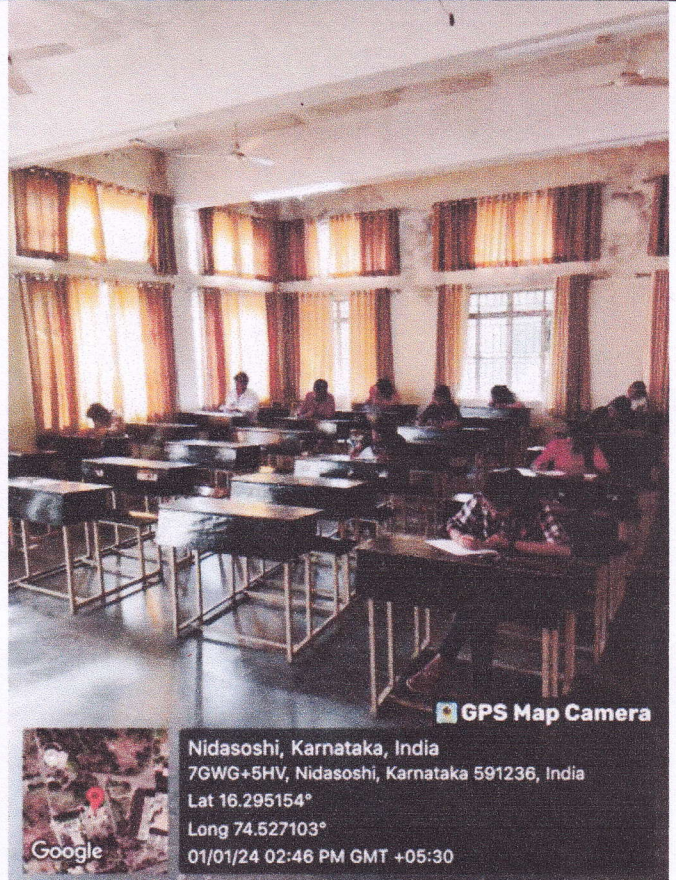 GPS Map Camera
Nidasoshi, Karnataka, India
7GWG+5HV, Nidasoshi, Karnataka 591236, India
Lat 16.295154°
Long 74.527103°
01/01/24 02:46 PM GMT +05:30
Google